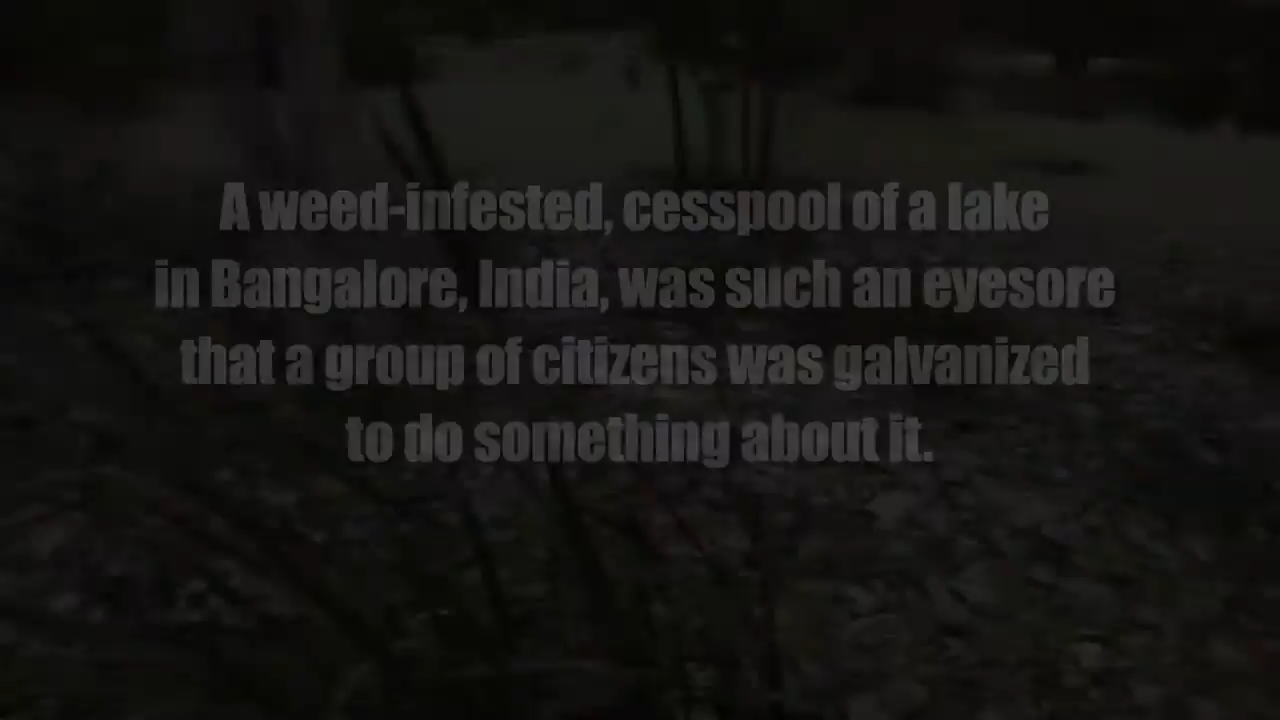 A weed-infested, cesspool of a lake
in Bangalore, India, was such an eyesore
that a group of citizens was galvanized
to do something about it.